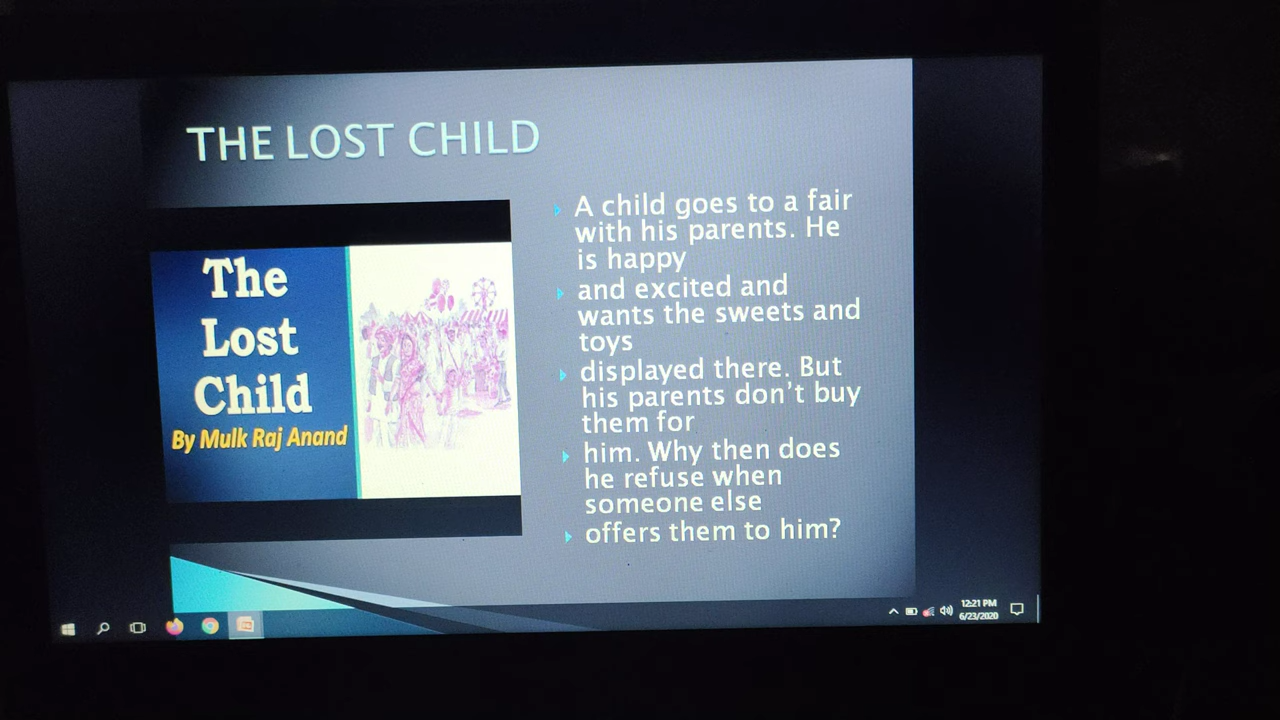 THE LOST CHILD
The
Lost
Child
By Mulk Raj Anand
A child goes to a fair
with his parents. He
is happy
and excited and
wants the sweets and
toys
displayed there. But
his parents don't buy
them for
him. Why then does
he refuse when
someone else
offers them to him?
12:21 PM
6/23/2020